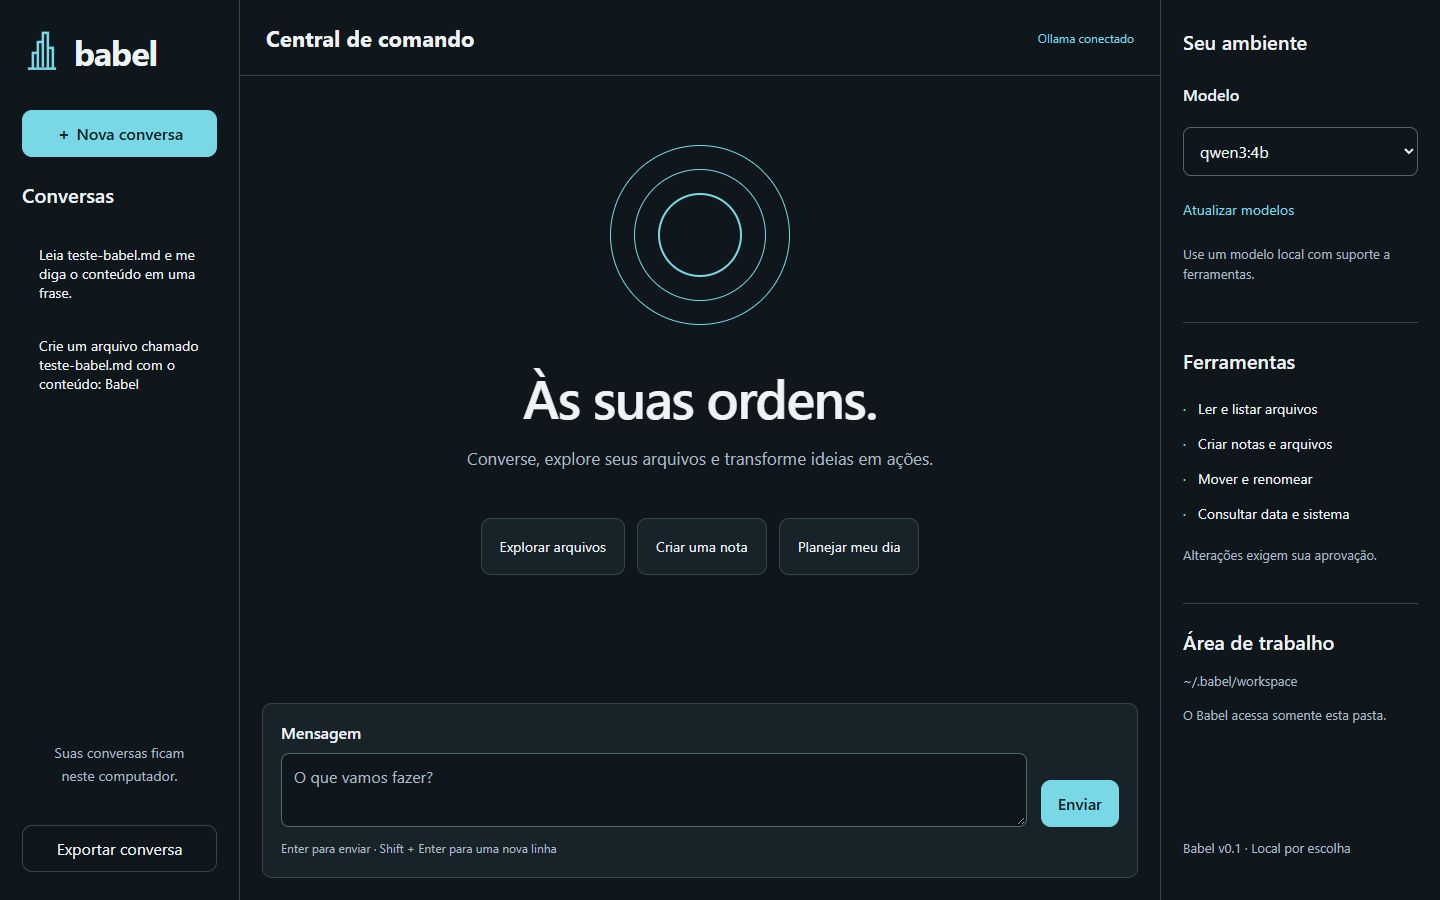 babel
+ Nova conversa
Conversas
Leia teste-babel.md e me
diga o conteúdo em uma
frase.
Crie um arquivo chamado
teste-babel.md com o
conteúdo: Babel
Suas conversas ficam
neste computador.
Exportar conversa
Central de comando
Ollama conectado
Às suas ordens.
Converse, explore seus arquivos e transforme ideias em ações.
Explorar arquivos
Criar uma nota
Planejar meu dia
Mensagem
O que vamos fazer?
Enviar
Enter para enviar · Shift + Enter para uma nova linha
Seu ambiente
Modelo
qwen3:4b
Atualizar modelos
Use um modelo local com suporte a
ferramentas.
Ferramentas
· Ler e listar arquivos
· Criar notas e arquivos
· Mover e renomear
· Consultar data e sistema
Alterações exigem sua aprovação.
Área de trabalho
~/.babel/workspace
O Babel acessa somente esta pasta.
Babel v0.1 · Local por escolha